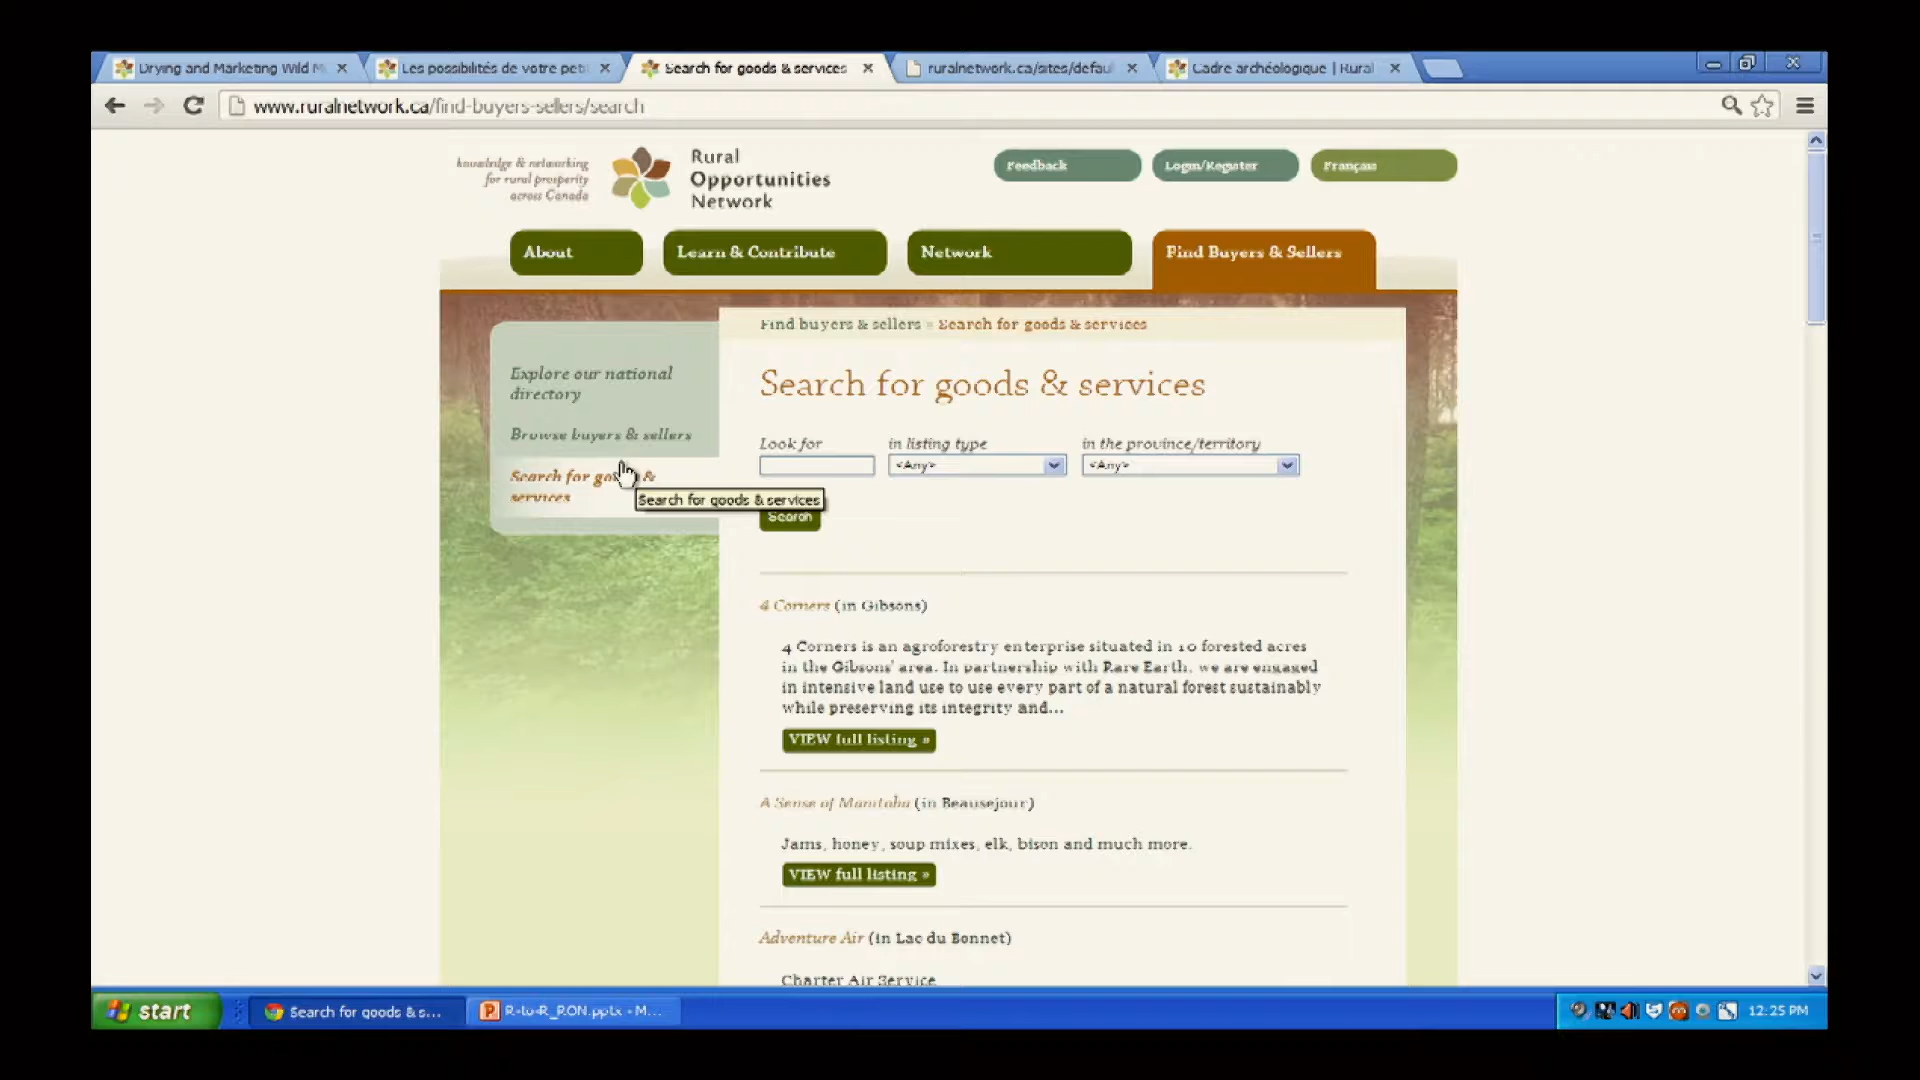 Drying and Marketing Wild M
Les possibilités de votre peti
Search for goods & services
ruralnetwork.ca/sites/defau
Cadre archéologique | Rural
www.ruralnetwork.ca/find-buyers-sellers/search
knowledge & networking
for rural prosperity
across Canada
Rural
Opportunities
Network
Feedback
Login/Register
Français
About
Learn & Contribute
Network
Find Buyers & Sellers
Explore our national
directory
Browse buyers & sellers
Search for go &
services
Search for goods & services
Find buyers & sellers » Search for goods & services
Search for goods & services
Look for
in listing type
in the province/territory
<Any>
<Any>
Search
4 Corners (in Gibsons)
4 Corners is an agroforestry enterprise situated in 10 forested acres
in the Gibsons' area. In partnership with Rare Earth, we are engaged
in intensive land use to use every part of a natural forest sustainably
while preserving its integrity and...
VIEW full listing »
A Sense of Manitoba (in Beausejour)
Jams, honey, soup mixes, elk, bison and much more.
VIEW full listing »
Adventure Air (in Lac du Bonnet)
Charter Air Service
start
Search for goods & s...
R-to-R_RON.pptx - M...
12:25 PM